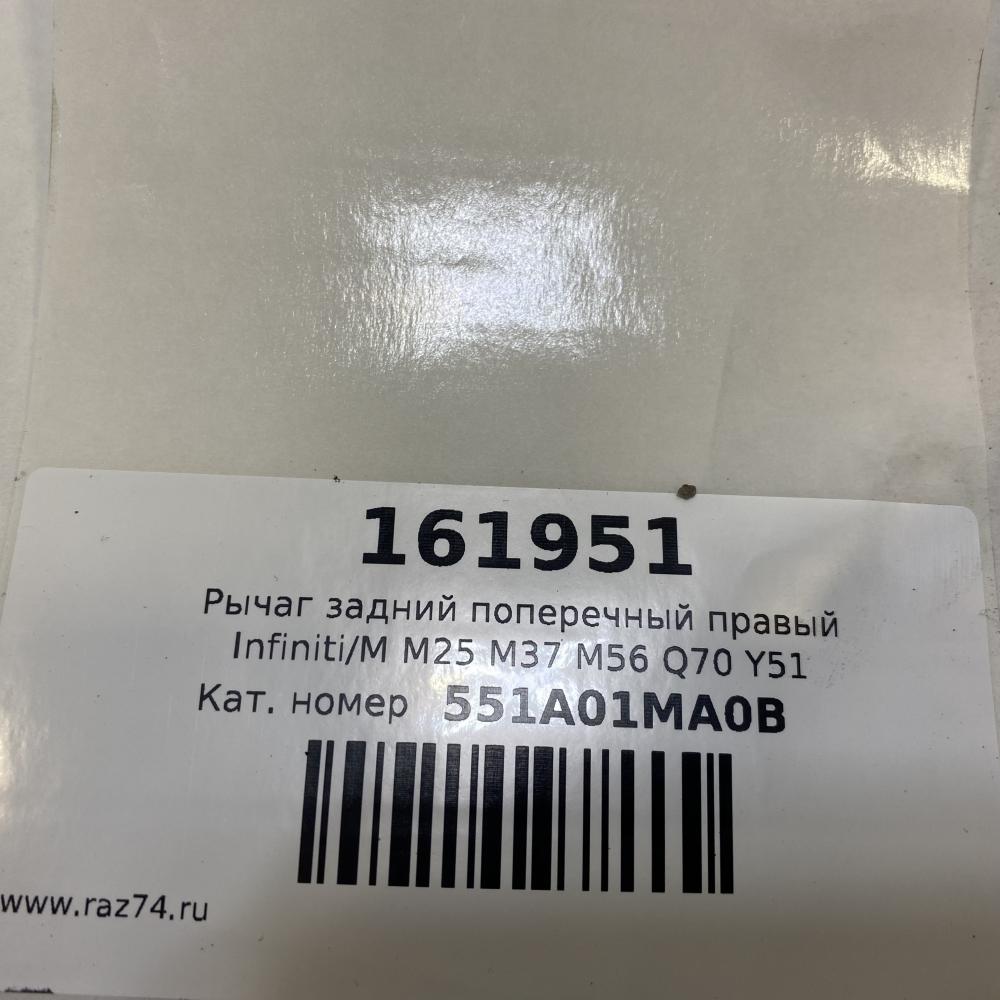 161951
Рычаг задний поперечный правый
Infiniti/M M25 M37 M56 Q70 Y51
Кат. номер 551A01MA0B
www.raz74.ru